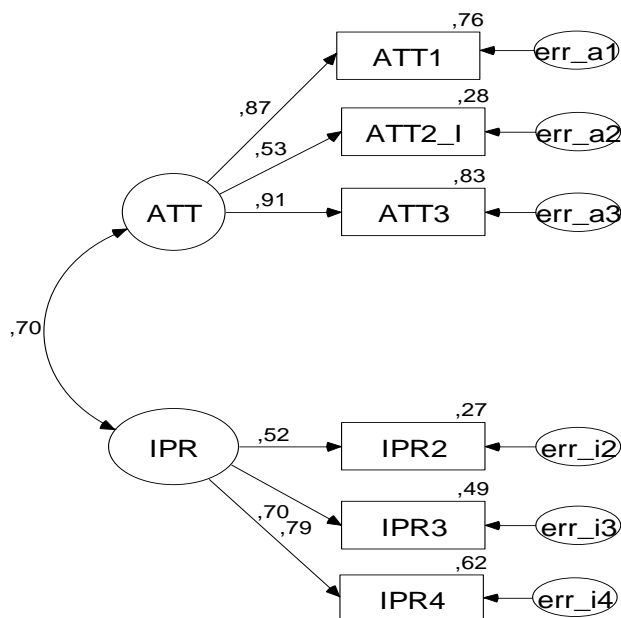 ,76
ATT1
err_a1
,87
,28
ATT2_I
err_a2
,53
,83
ATT
,91
ATT3
err_a3
,70
,27
IPR
,52
IPR2
err_i2
,49
,70
,79
IPR3
err_i3
,62
IPR4
err_i4